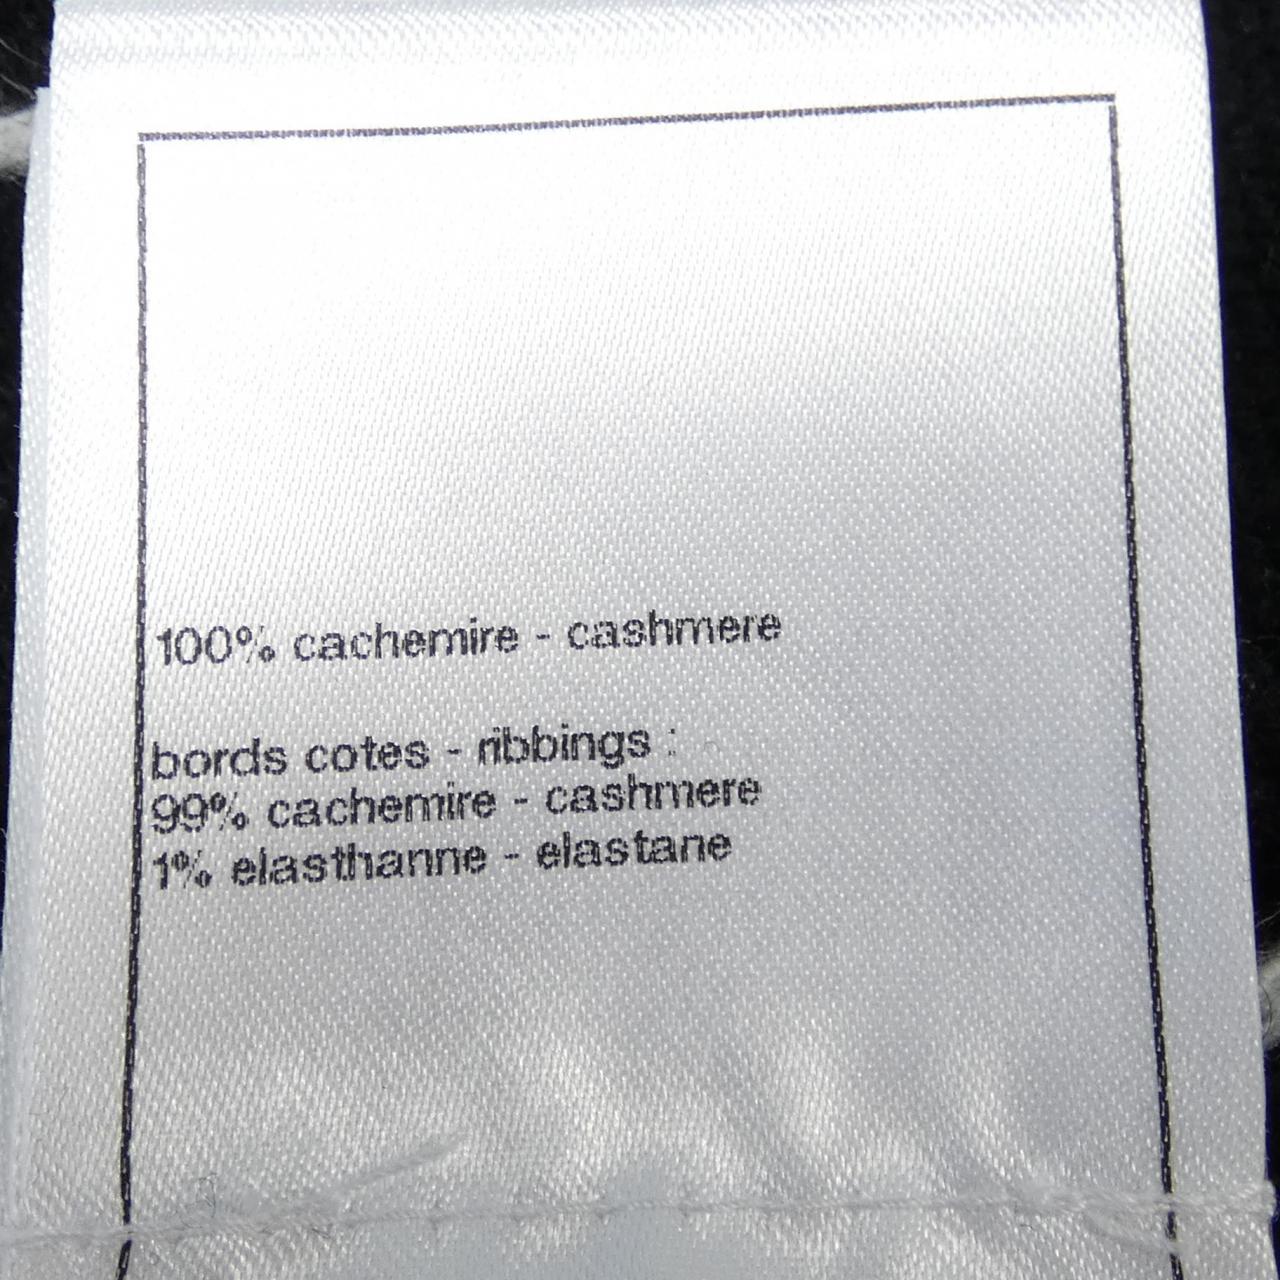 100% cachemire - cashmere
bords cotes - ribbings :
99% cachemire - cashmere
1% elasthanne - elastane